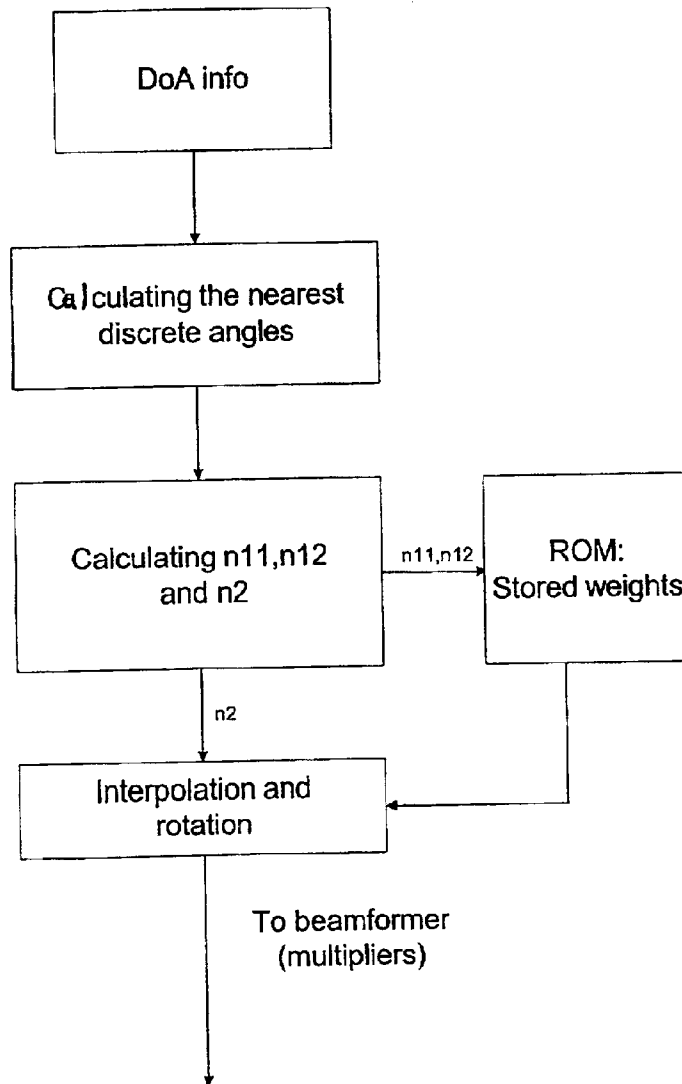 DoA info
Calculating the nearest
discrete angles
Calculating n11,n12
and n2
n11,n12
ROM:
Stored weights
n2
Interpolation and
rotation
To beamformer
(multipliers)